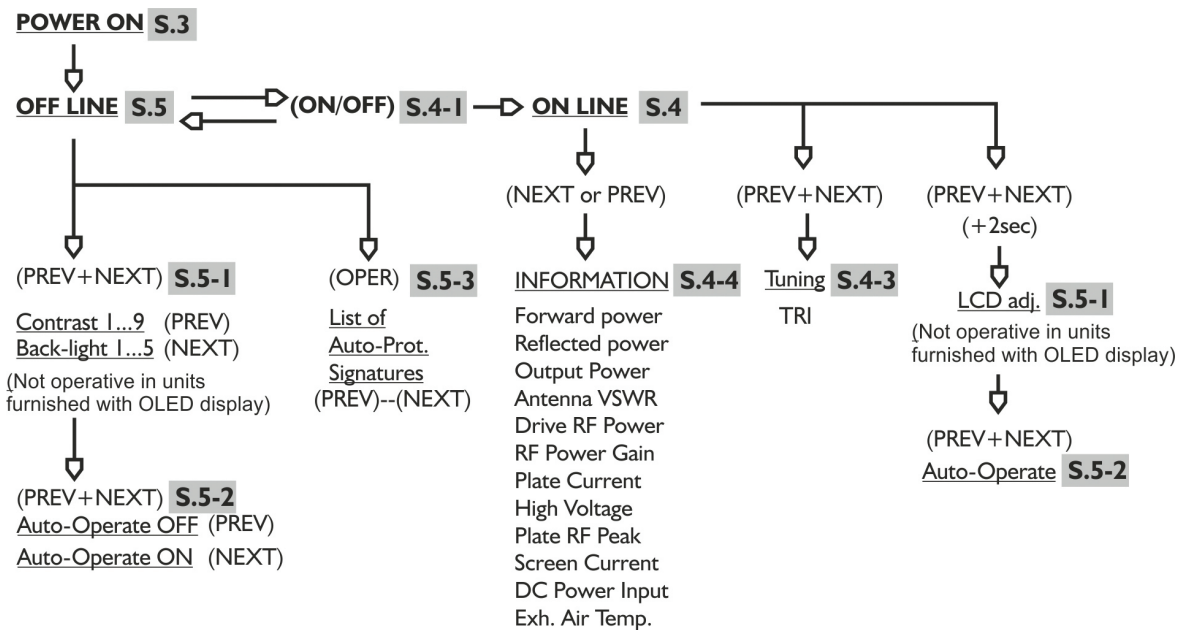 POWER ON S.3
OFF LINE S.5
(ON/OFF) S.4-1
ON LINE S.4
(PREV+NEXT) S.5-1
Contrast 1...9 (PREV)
Back-light 1...5 (NEXT)
(Not operative in units
furnished with OLED display)
(PREV+NEXT) S.5-2
Auto-Operate OFF (PREV)
Auto-Operate ON (NEXT)
(OPER) S.5-3
List of
Auto-Prot.
Signatures
(PREV)--(NEXT)
(NEXT or PREV)
INFORMATION S.4-4
Forward power
Reflected power
Output Power
Antenna VSWR
Drive RF Power
RF Power Gain
Plate Current
High Voltage
Plate RF Peak
Screen Current
DC Power Input
Exh. Air Temp.
(PREV+NEXT)
Tuning S.4-3
TRI
(PREV+NEXT)
(+2sec)
LCD adj. S.5-1
(Not operative in units
furnished with OLED display)
(PREV+NEXT)
Auto-Operate S.5-2